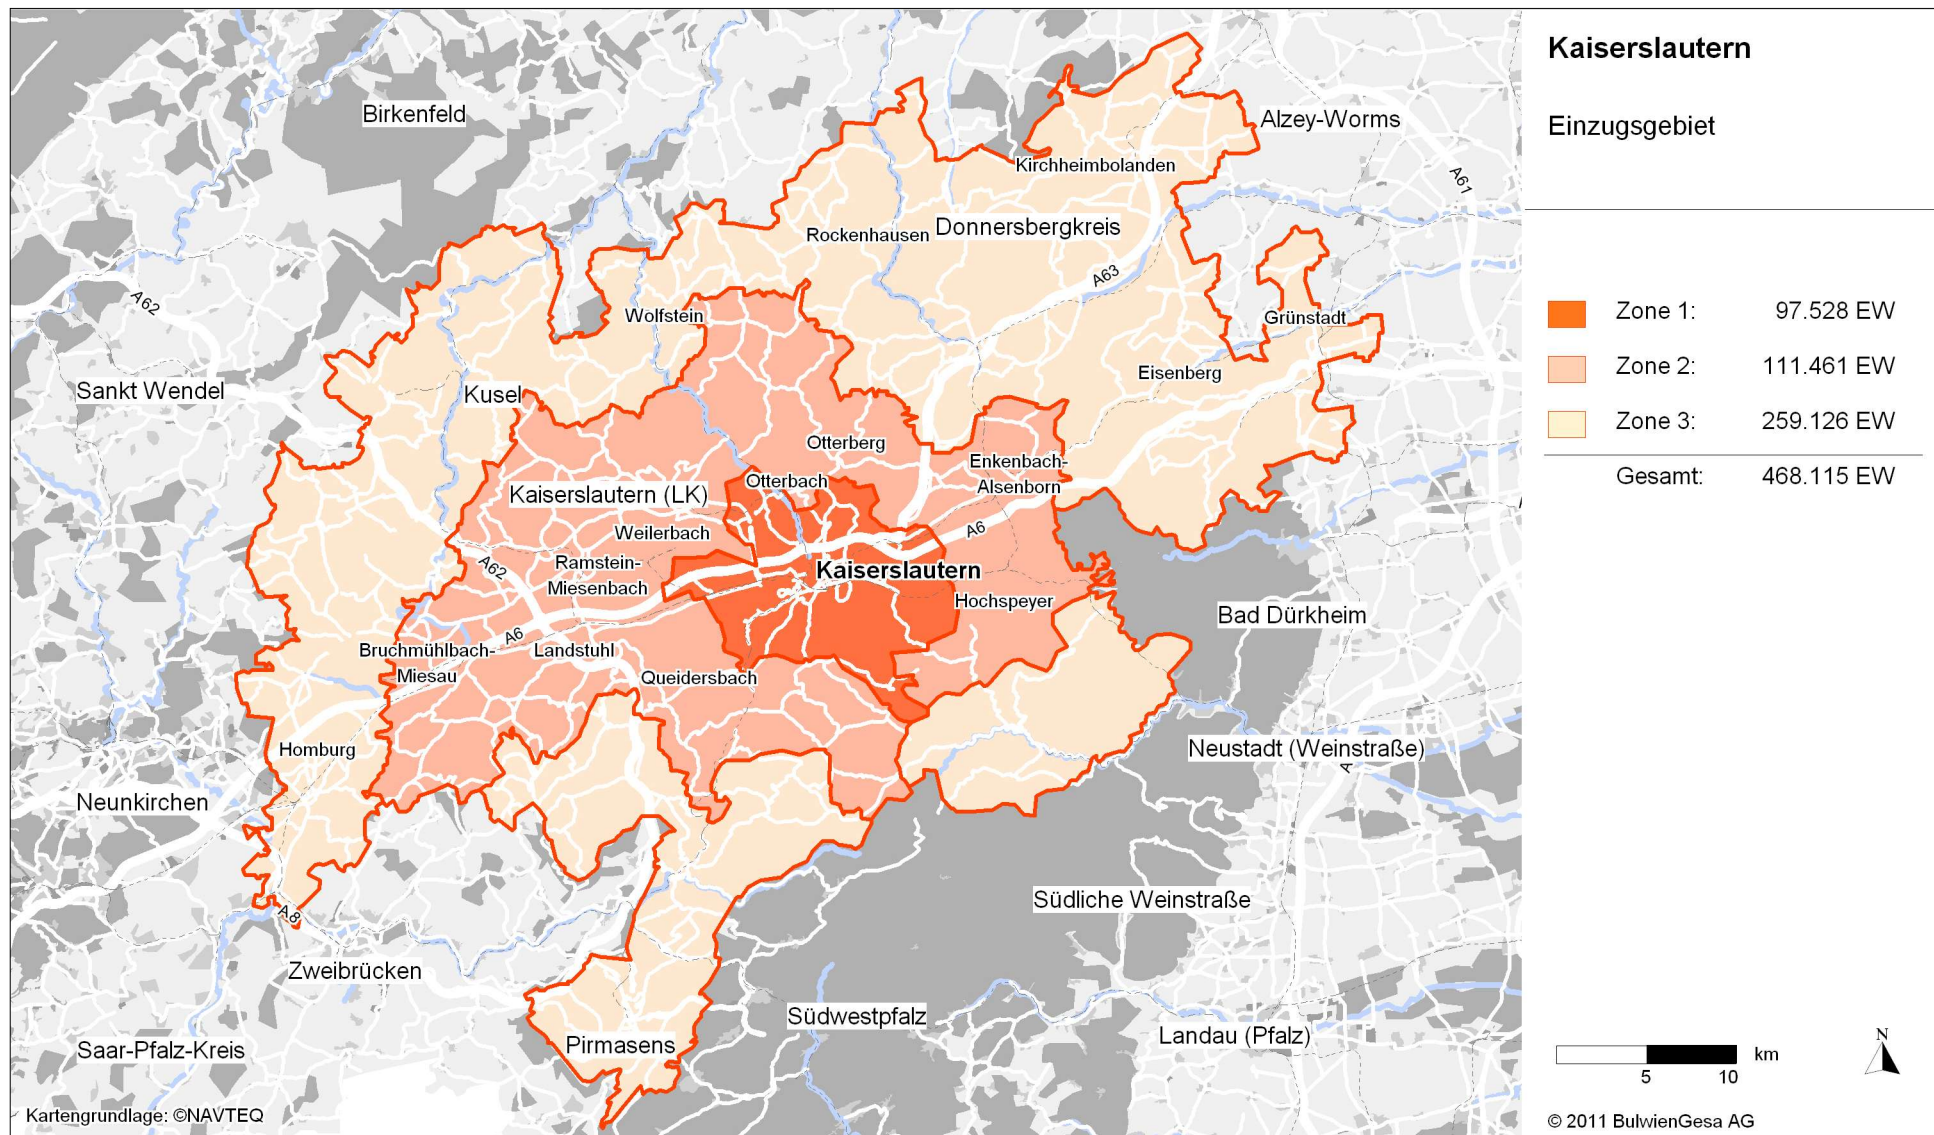 Kaiserslautern
Einzugsgebiet
Zone 1: 97.528 EW
Zone 2: 111.461 EW
Zone 3: 259.126 EW
Gesamt: 468.115 EW
Birkenfeld
Alzey-Worms
Kirchheimbolanden
A61
Rockenhausen
Donnersbergkreis
A63
A62
Wolfstein
Grünstadt
Eisenberg
Sankt Wendel
Kusel
Otterberg
Enkenbach-
Alsenborn
Otterbach
Kaiserslautern (LK)
Weilerbach
A6
Ramstein-
Miesenbach
A62
Kaiserslautern
Hochspeyer
Bad Dürkheim
A6
Bruchmühlbach-
Miesau
Landstuhl
Queidersbach
Homburg
Neustadt (Weinstraße)
A
Neunkirchen
Südliche Weinstraße
A8
Zweibrücken
Südwestpfalz
Landau (Pfalz)
Pirmasens
Saar-Pfalz-Kreis
Kartengrundlage: ©NAVTEQ
N
km
5 10
© 2011 BulwienGesa AG